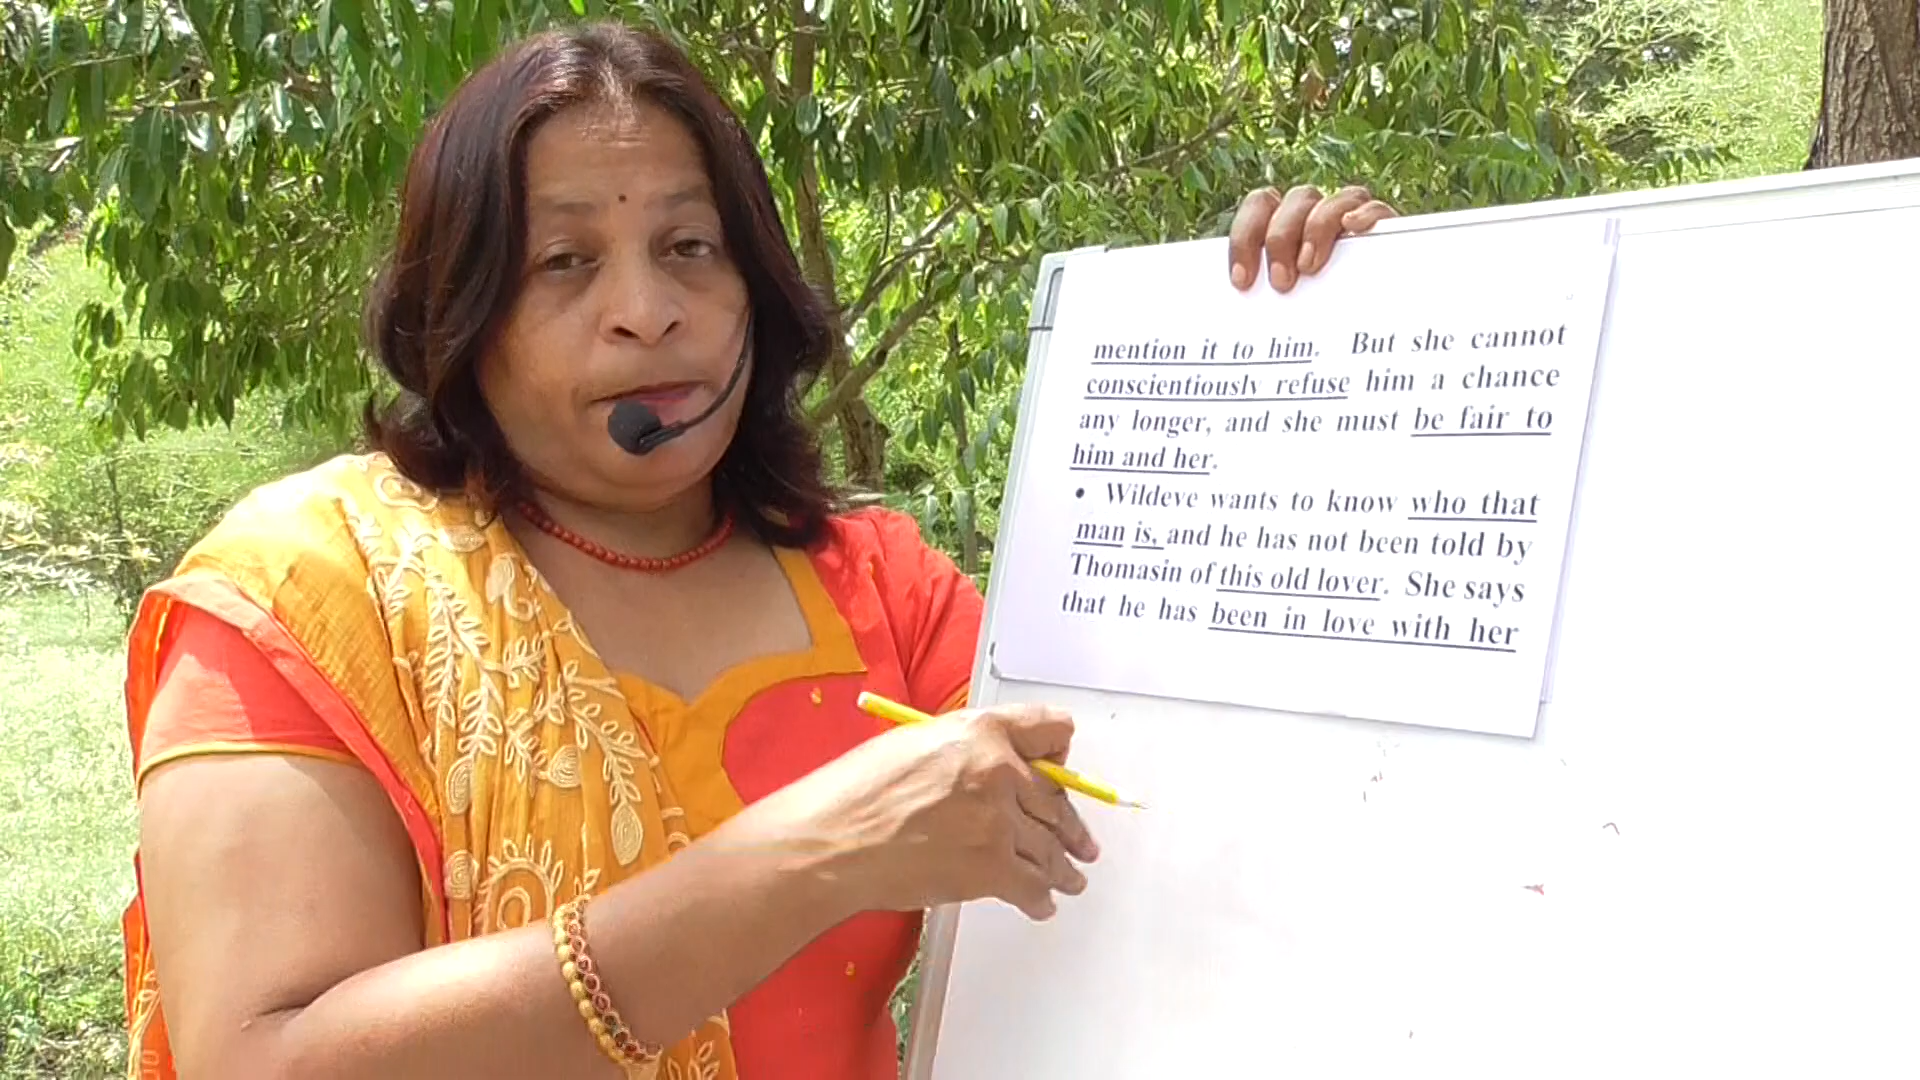 mention it to him. But she cannot
conscientiously refuse him a chance
any longer, and she must be fair to
him and her.
• Wildeve wants to know who that
man is, and he has not been told by
Thomasin of this old lover. She says
that he has been in love with her